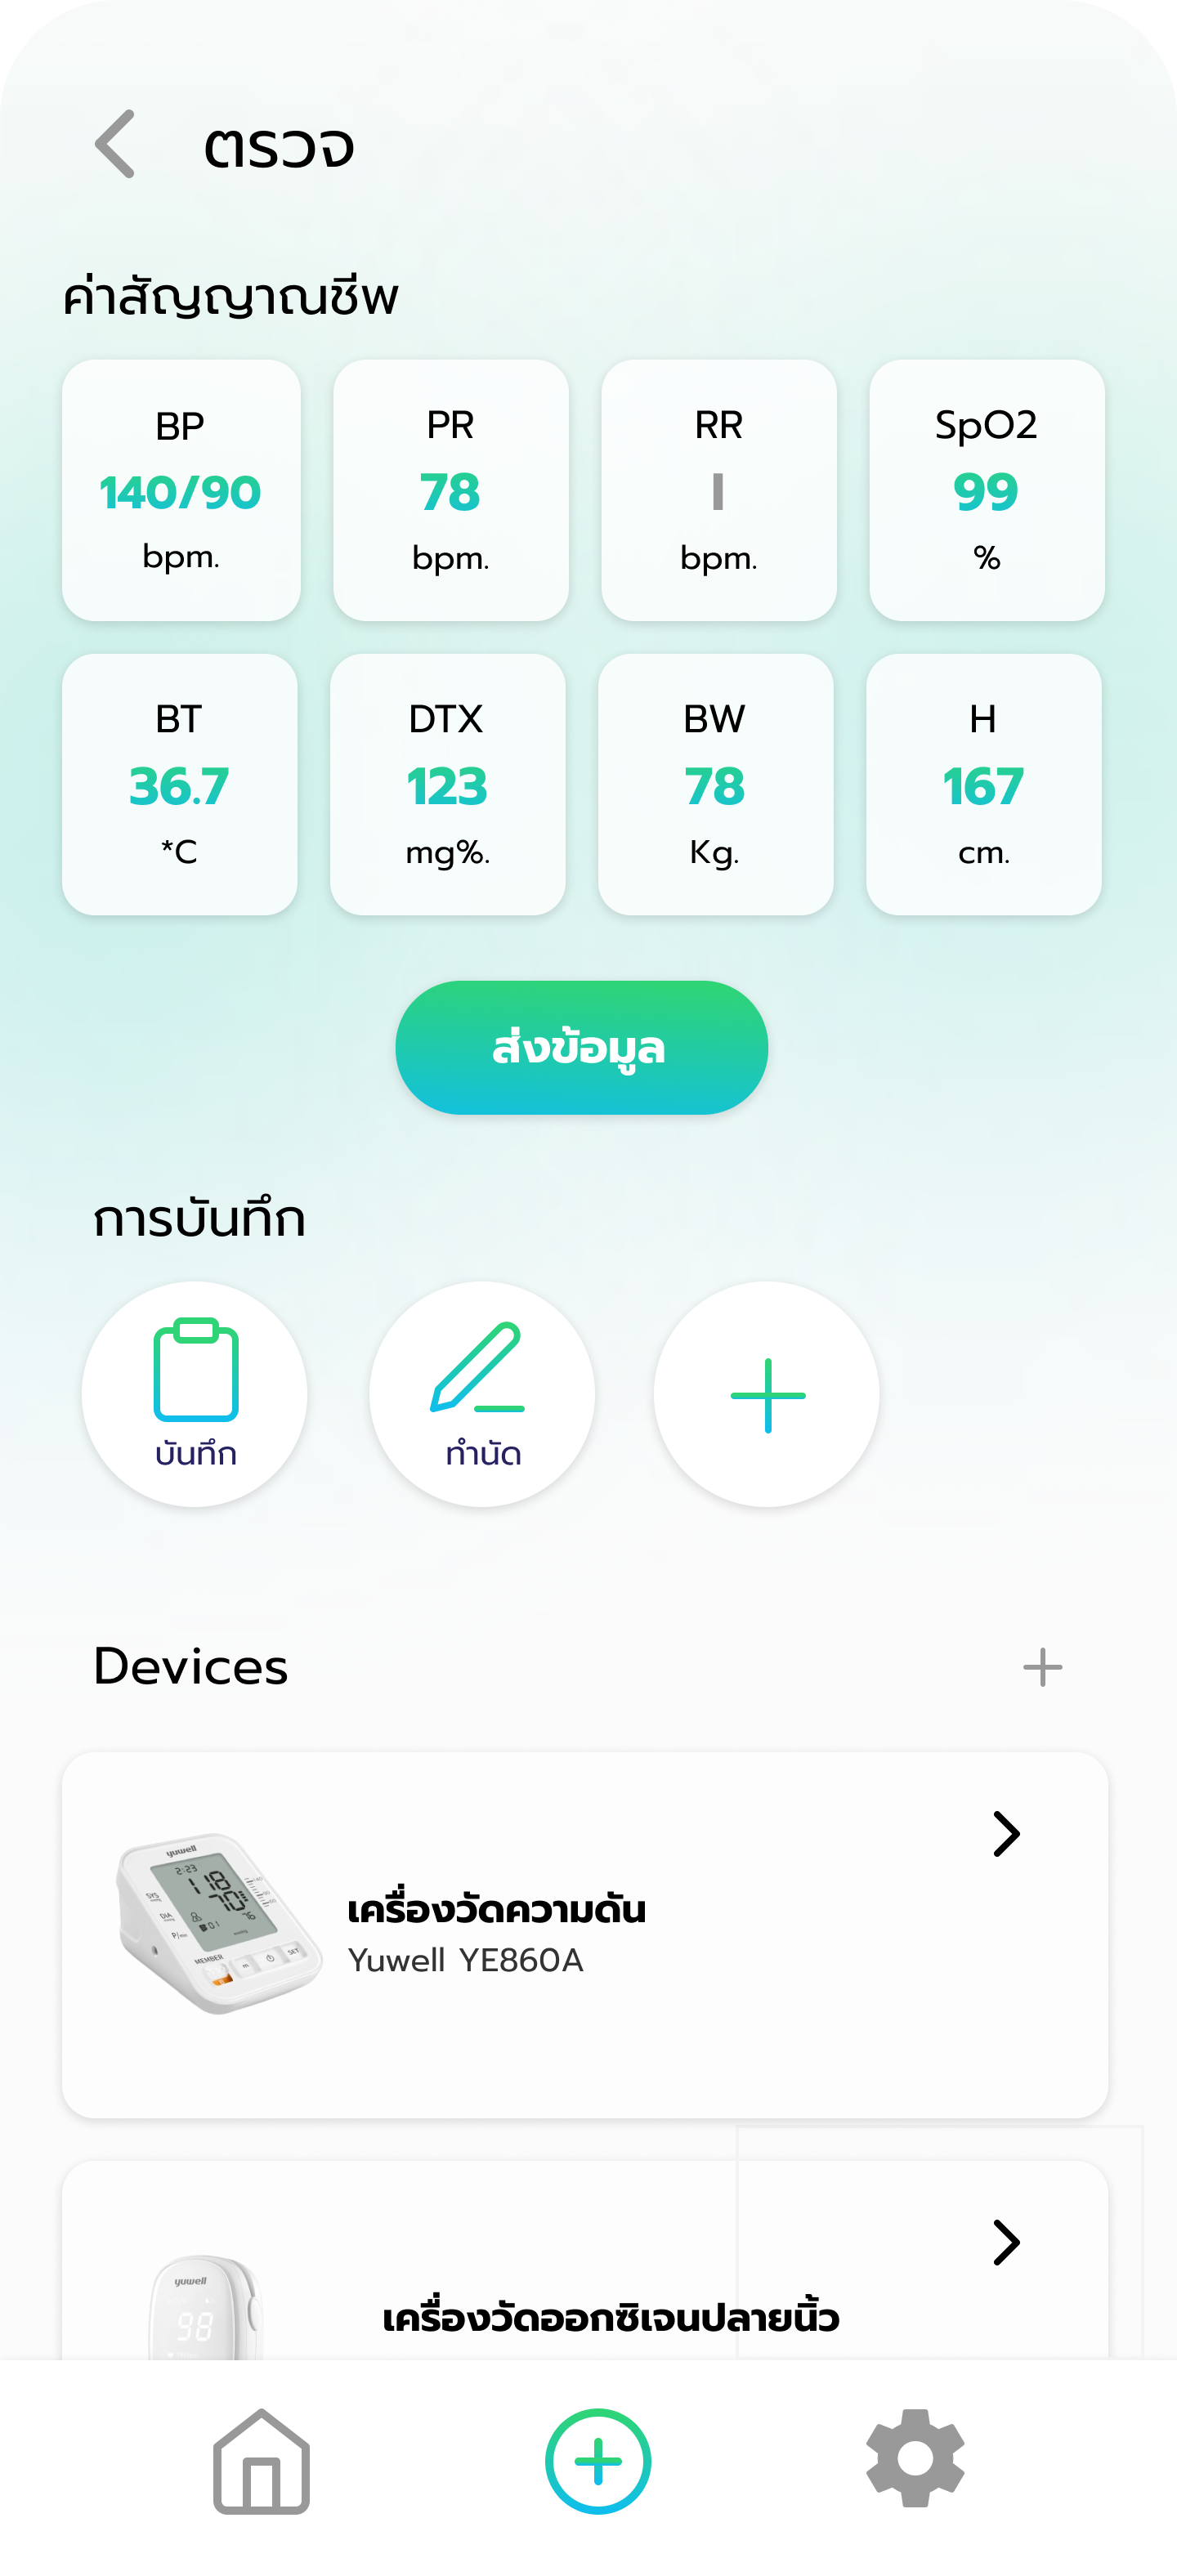 ตรวจ
ค่าสัญญาณชีพ
BP
140/90
bpm.
PR
78
bpm.
RR
I
bpm.
SpO2
99
%
BT
36.7
*C
DTX
123
mg%.
BW
78
Kg.
H
167
cm.
ส่งข้อมูล
การบันทึก
บันทึก
ทำนัด
Devices
yuwell
2:23
SYS
118
DIA
70
P/min
76
MEMBER
SET
เครื่องวัดความดัน
Yuwell YE860A
yuwell
98
เครื่องวัดออกซิเจนปลายนิ้ว